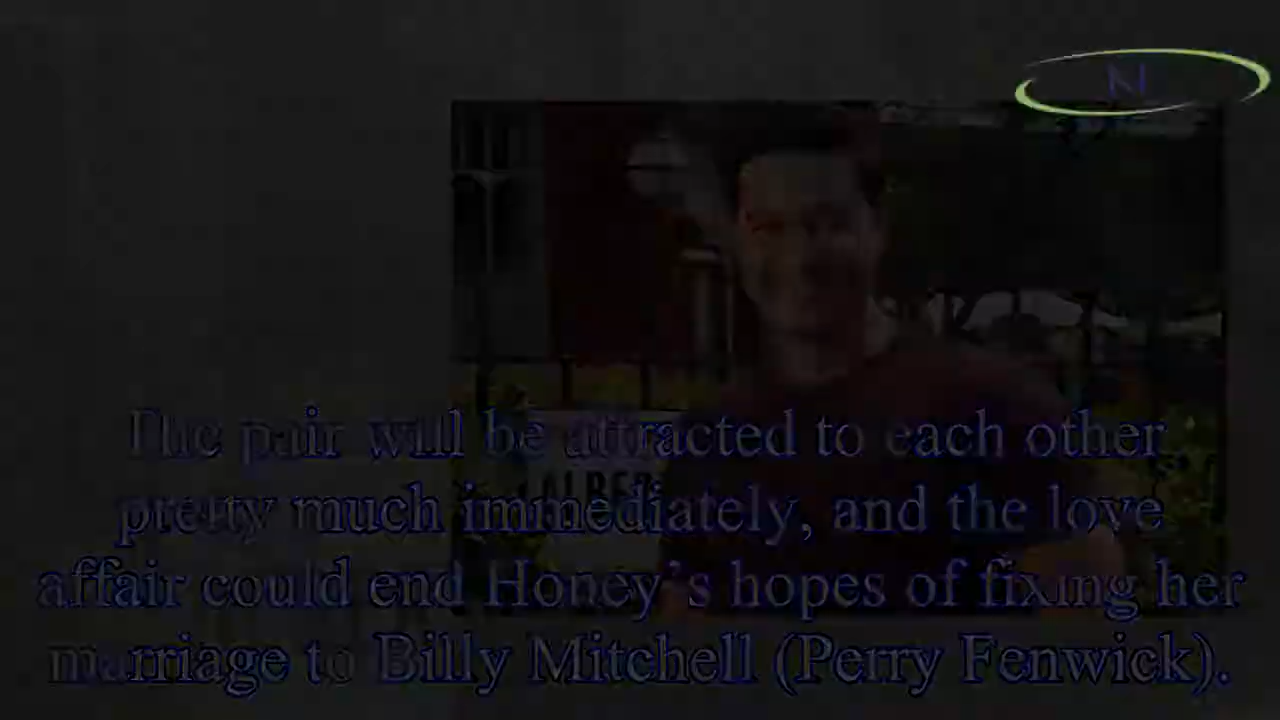 NJ
The pair will be attracted to each other
pretty much immediately, and the love
affair could end Honey’s hopes of fixing her
marriage to Billy Mitchell (Perry Fenwick).